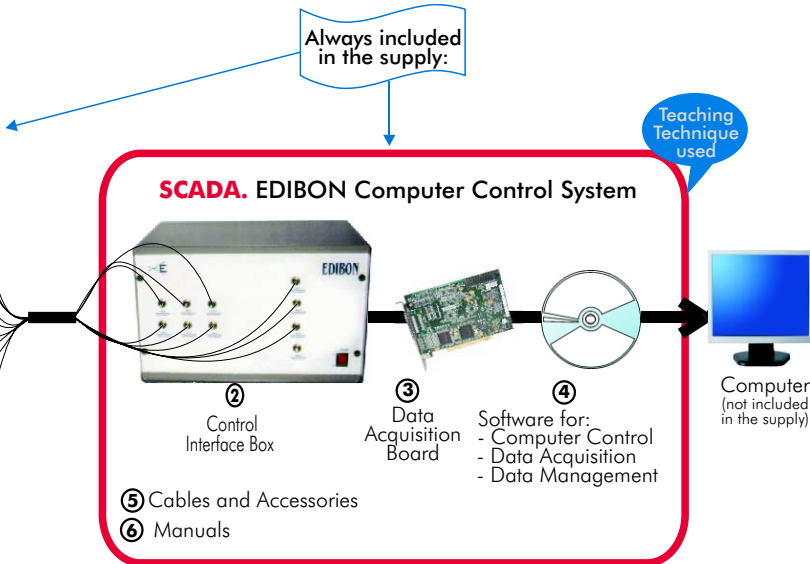 Always included
in the supply:
Teaching
Technique
used
SCADA. EDIBON Computer Control System
EDIBON
2
Control
Interface Box
3
Data
Acquisition
Board
4
Software for:
- Computer Control
- Data Acquisition
- Data Management
Computer
(not included
in the supply)
5 Cables and Accessories
6 Manuals